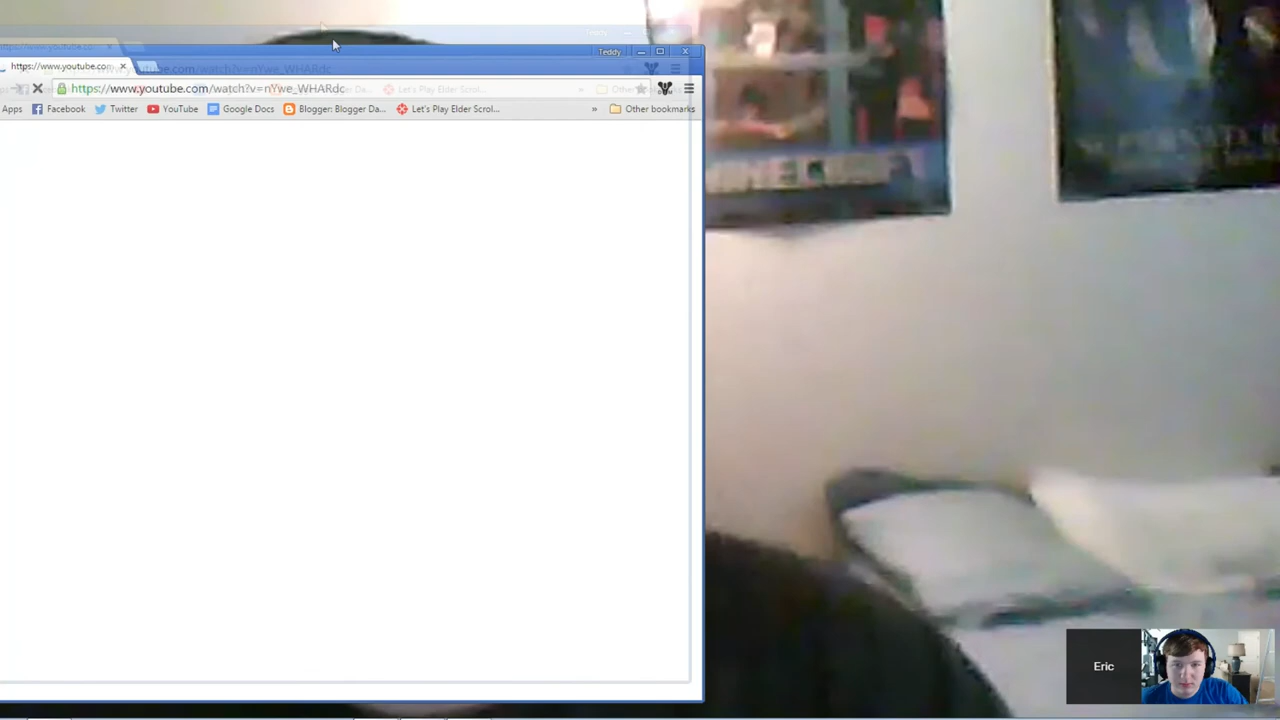 Teddy
https://www.youtube.com
https://www.youtube.com/watch?v=nYwe_WHARdc
Apps Facebook Twitter YouTube Google Docs Blogger: Blogger Da... Let's Play Elder Scrol... » Other bookmarks
Eric